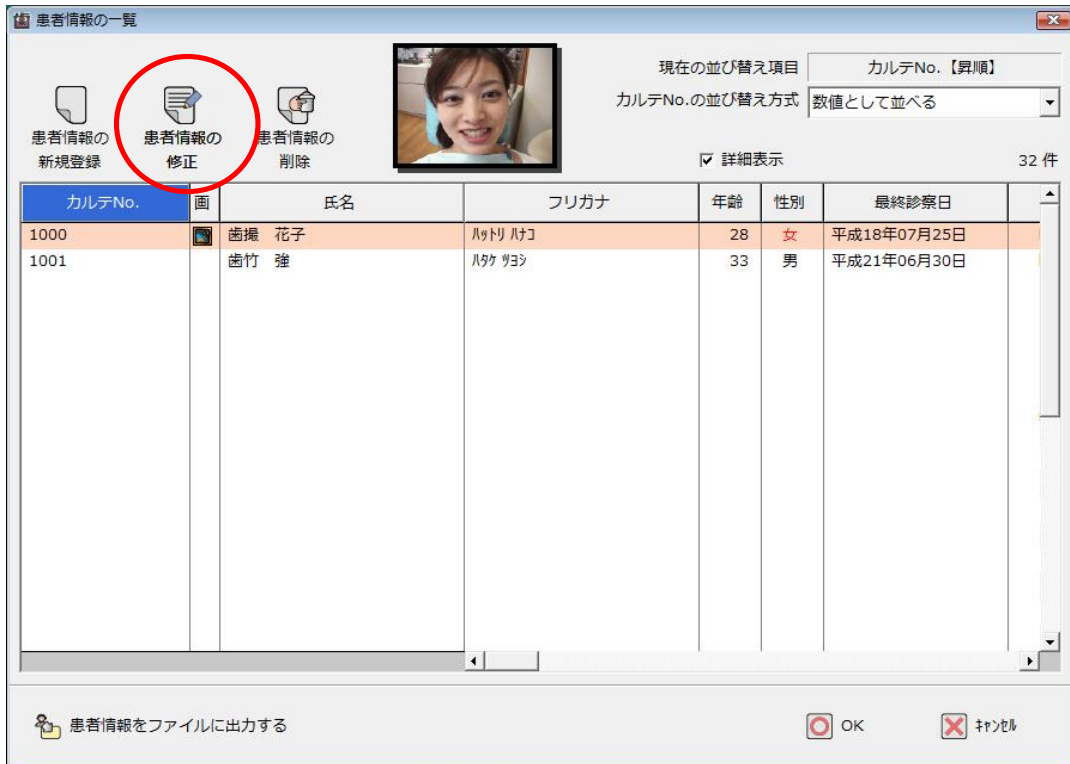 患者情報の一覧
現在の並び替え項目 カルテNo.【昇順】
カルテNo.の並び替え方式 数値として並べる
患者情報の
新規登録
患者情報の
修正
患者情報の
削除
詳細表示
32 件
カルテNo. 画 氏名 フリガナ 年齢 性別 最終診察日
1000 歯撮 花子 ﾊｯﾄﾘ ﾊﾅｺ 28 女 平成18年07月25日
1001 歯竹 強 ﾊﾀｹ ﾂﾖｼ 33 男 平成21年06月30日
患者情報をファイルに出力する
OK
ｷｬﾝｾﾙ